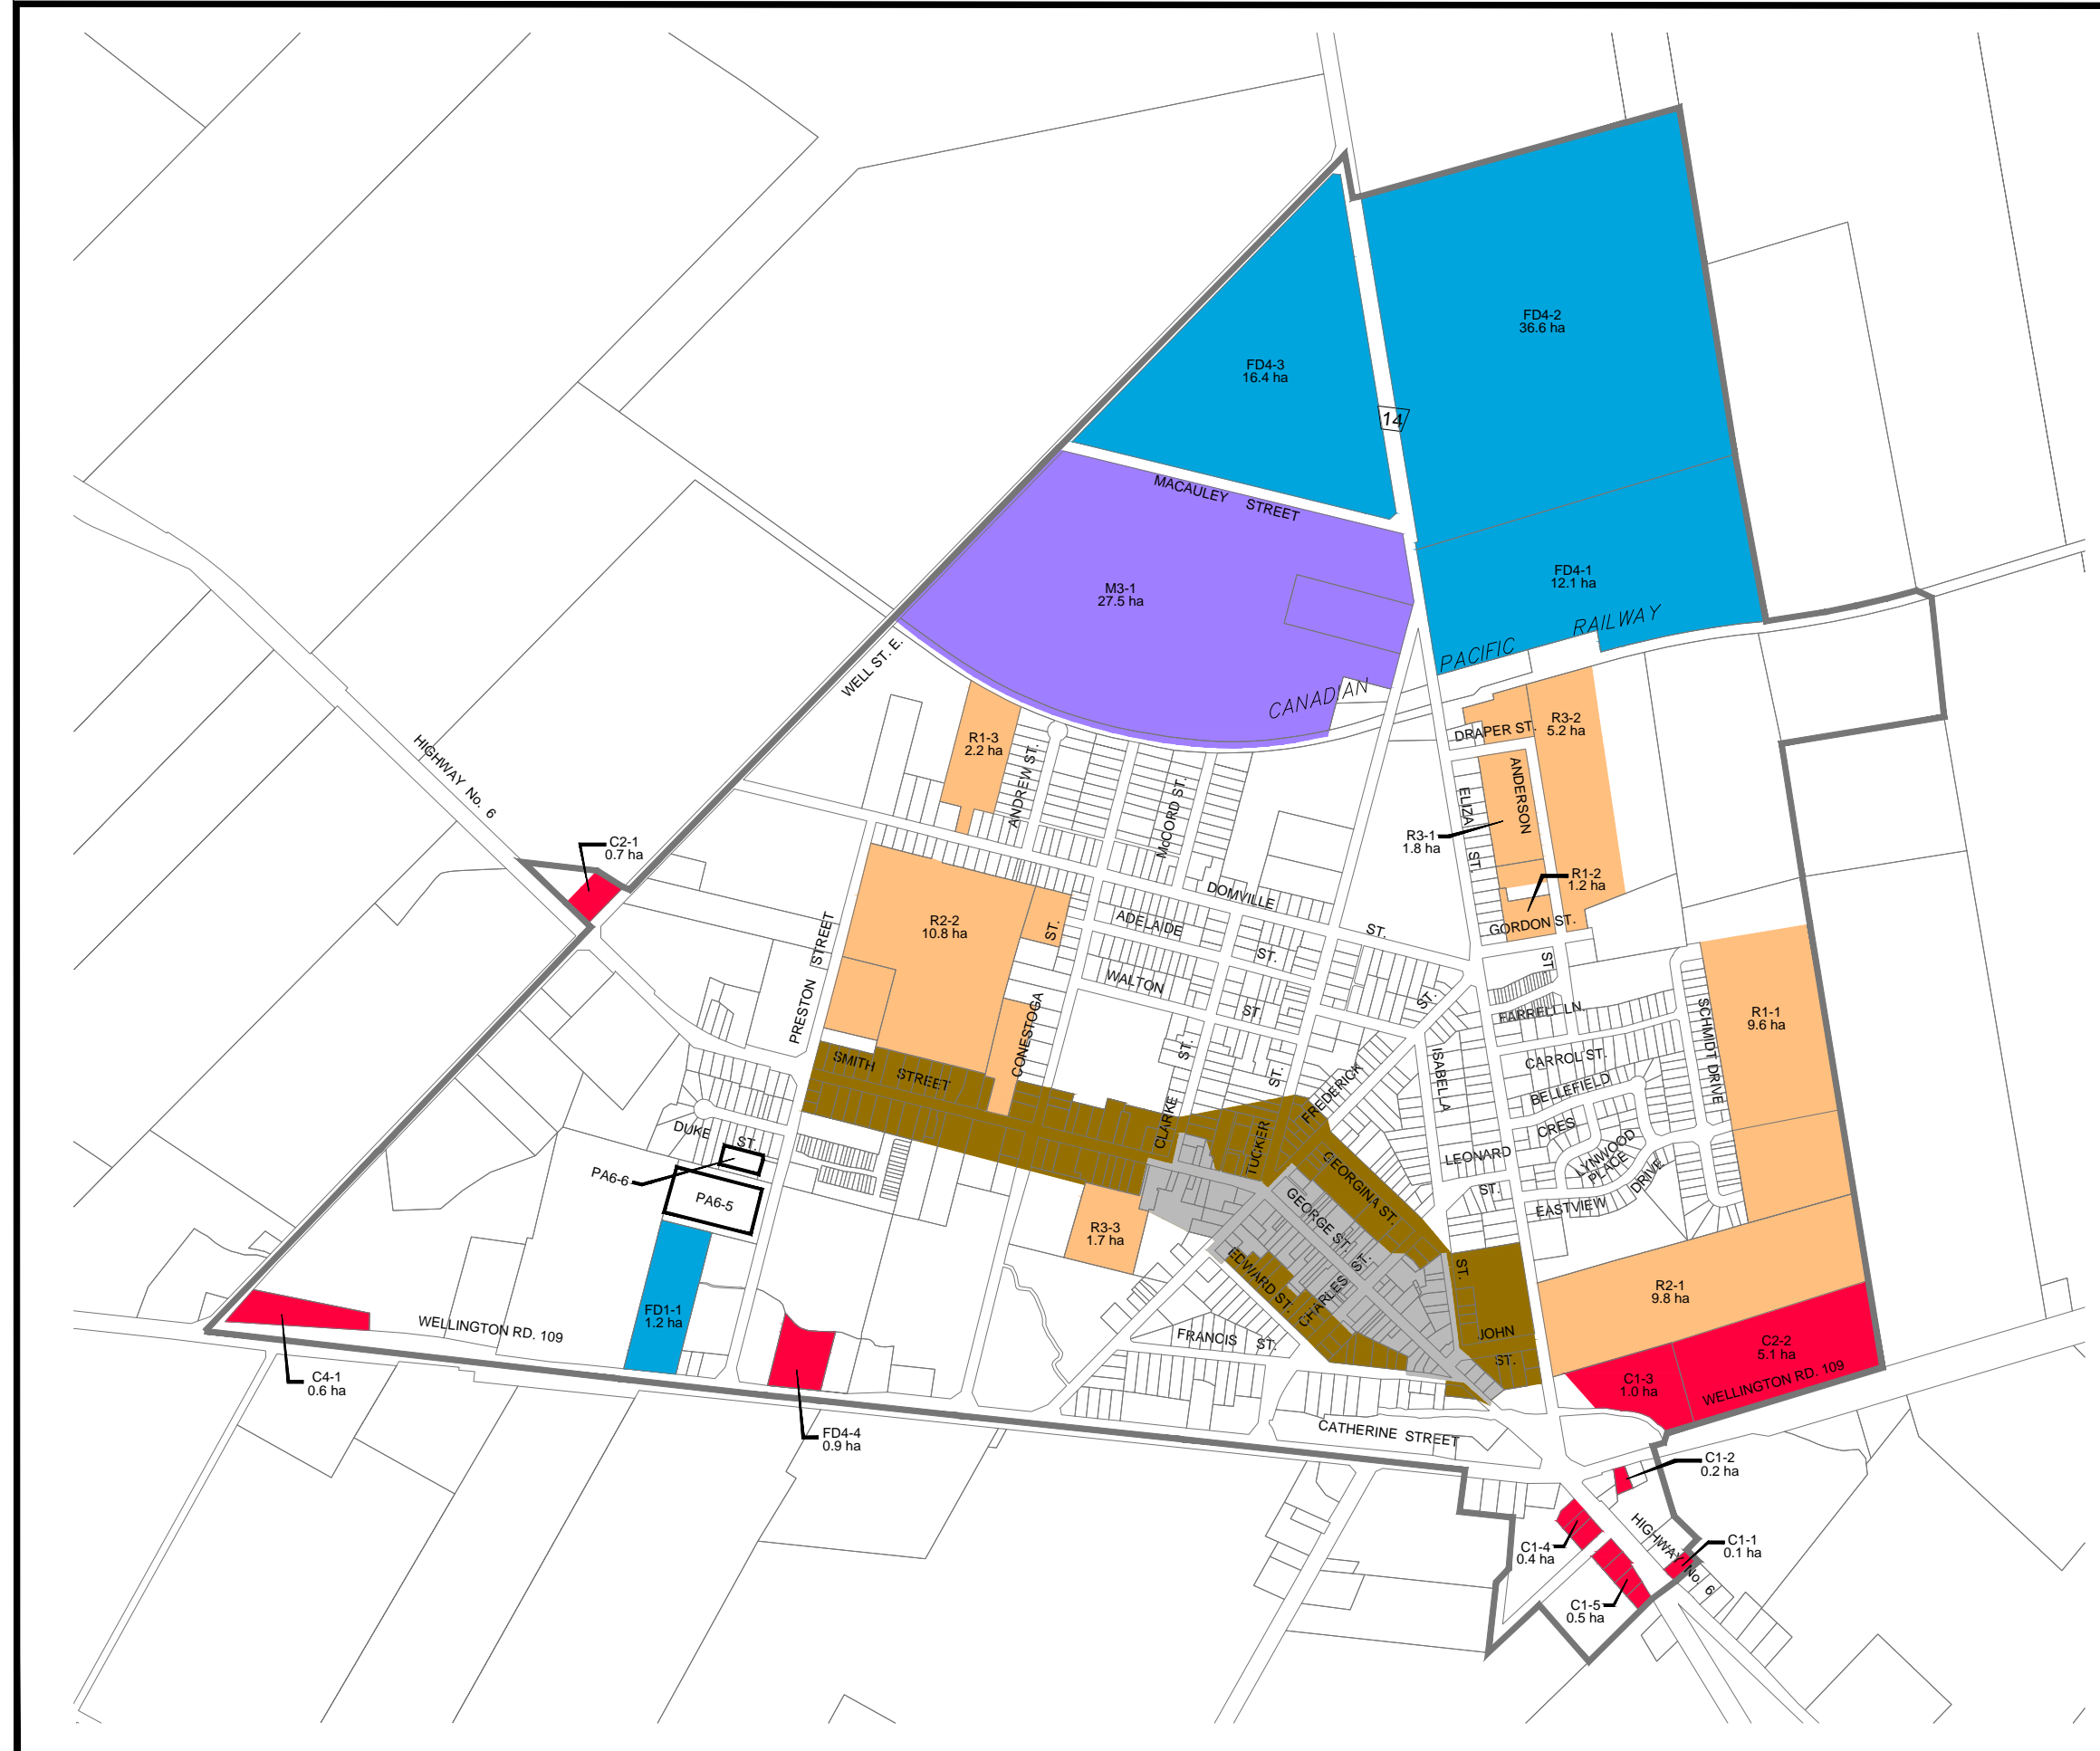 FD4-2
36.6 ha
FD4-3
16.4 ha
14
MACAULEY STREET
FD4-1
12.1 ha
M3-1
27.5 ha
CANADIAN PACIFIC RAILWAY
WELL ST. E.
HIGHWAY No. 6
R1-3
2.2 ha
ANDREW ST.
McCORD ST.
DRAPER ST.
R3-2
5.2 ha
ELIZA ST.
ANDERSON ST
R3-1
1.8 ha
R1-2
1.2 ha
GORDON ST.
C2-1
0.7 ha
DOMVILLE ST.
ADELAIDE ST.
WALTON ST.
R2-2
10.8 ha
PRESTON STREET
CONESTOGA ST.
SMITH STREET
CLARKE ST.
TUCKER ST.
FREDERICK ST.
ISABELLA ST.
FARRELL LN.
CARROL ST.
BELLEFIELD CRES
SCHMIDT DRIVE
R1-1
9.6 ha
LEONARD ST.
LYNWOOD PLACE
EASTVIEW DRIVE
DUKE ST.
PA6-6
PA6-5
R3-3
1.7 ha
GEORGINA ST.
GEORGE ST.
CHARLES ST.
EDWARD ST.
FRANCIS ST.
JOHN ST.
R2-1
9.8 ha
C2-2
5.1 ha
C1-3
1.0 ha
WELLINGTON RD. 109
FD1-1
1.2 ha
WELLINGTON RD. 109
C4-1
0.6 ha
FD4-4
0.9 ha
CATHERINE STREET
C1-2
0.2 ha
HIGHWAY No. 6
C1-1
0.1 ha
C1-4
0.4 ha
C1-5
0.5 ha